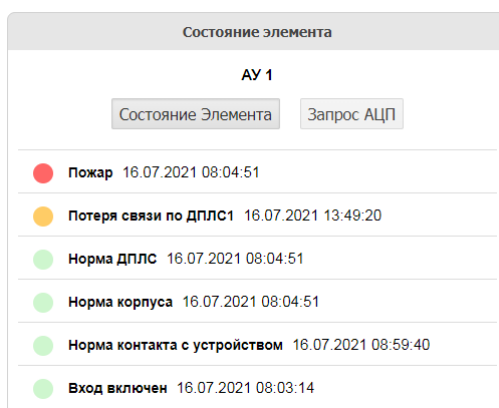 Состояние элемента
АУ 1
Состояние Элемента Запрос АЦП
Пожар 16.07.2021 08:04:51
Потеря связи по ДПЛС1 16.07.2021 13:49:20
Норма ДПЛС 16.07.2021 08:04:51
Норма корпуса 16.07.2021 08:04:51
Норма контакта с устройством 16.07.2021 08:59:40
Вход включен 16.07.2021 08:03:14